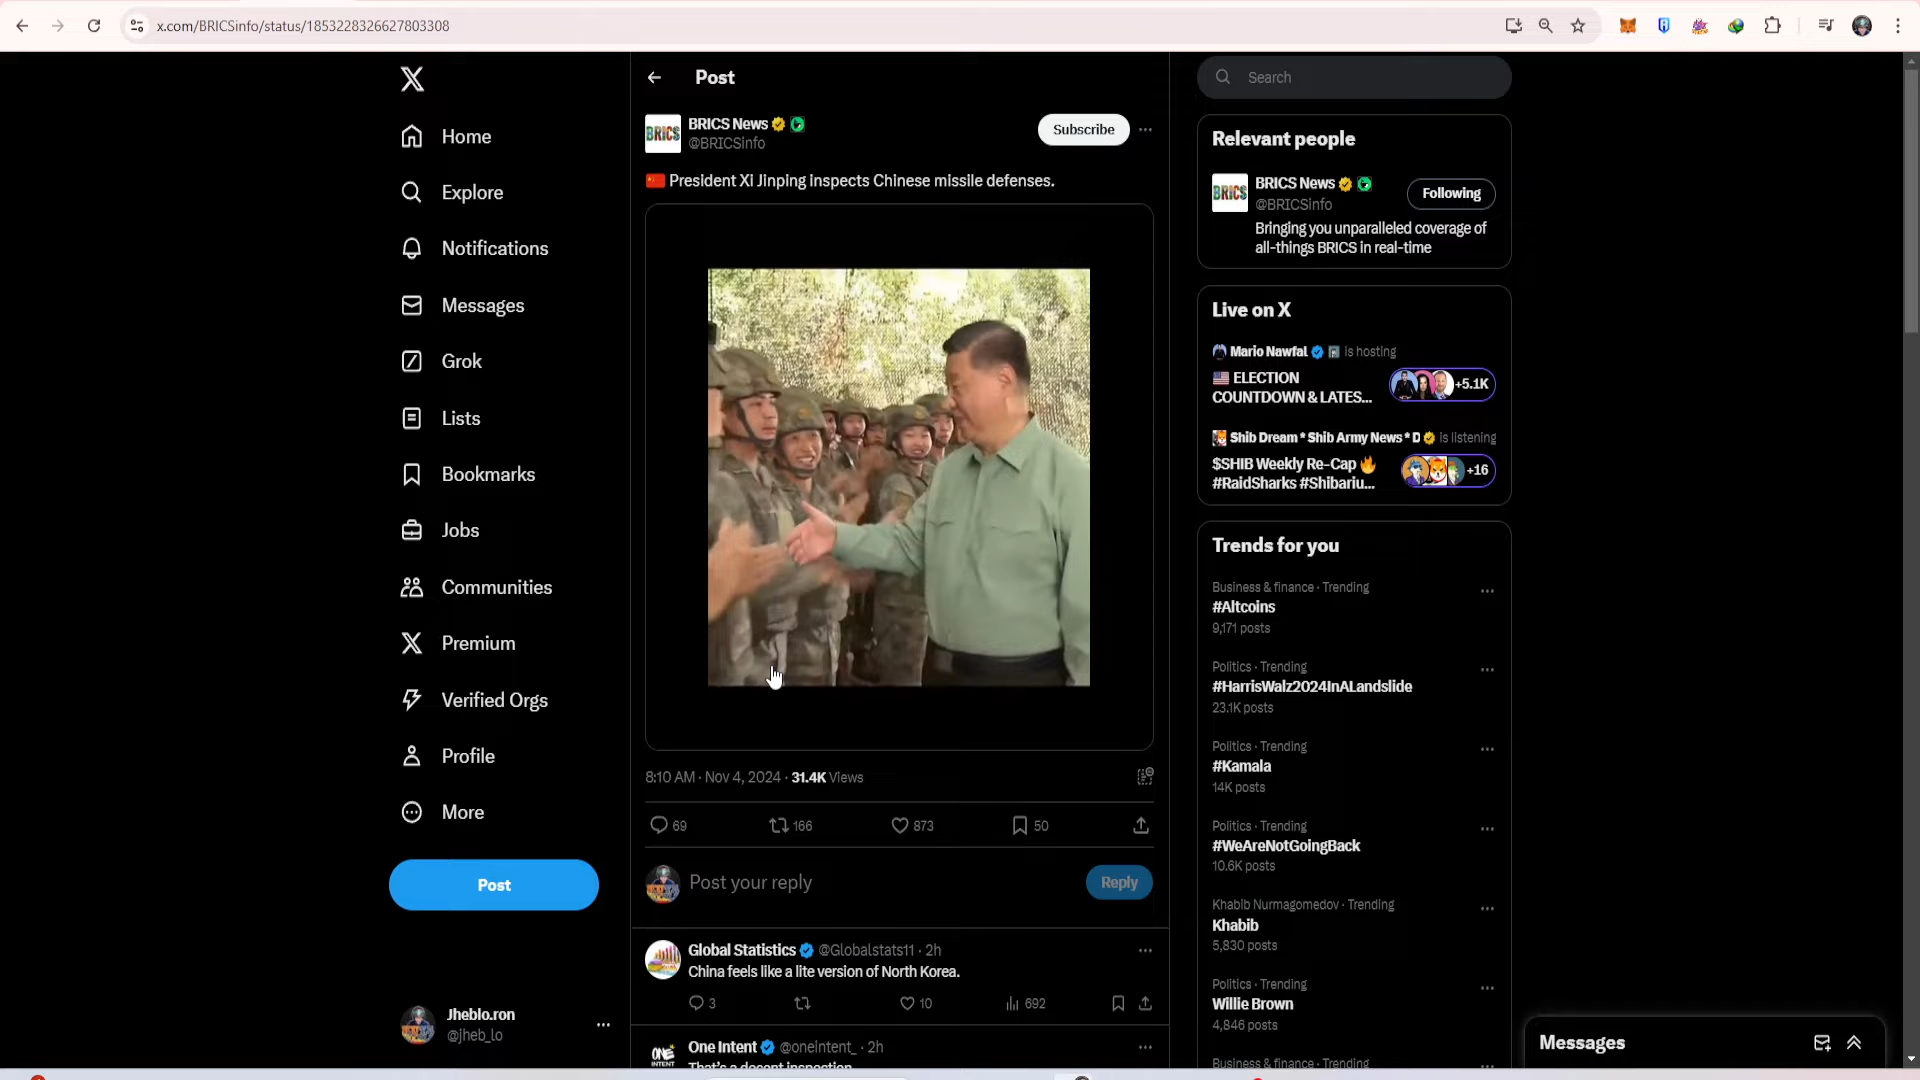 x.com/BRICSinfo/status/1853228326627803308
Home
Explore
Notifications
Messages
Grok
Lists
Bookmarks
Jobs
Communities
Premium
Verified Orgs
Profile
More
Post
Jheblo.ron
@jheb_lo
Post
BRICS
BRICS News
@BRICSinfo
Subscribe
President Xi Jinping inspects Chinese missile defenses.
8:10 AM · Nov 4, 2024 · 31.4K Views
69
166
873
50
Post your reply
Reply
Global Statistics @Globalstats11 · 2h
China feels like a lite version of North Korea.
3
10
692
ONE
INTENT
One Intent @oneintent_ · 2h
That's a decent inspection
Search
Relevant people
BRICS
BRICS News
@BRICSinfo
Following
Bringing you unparalleled coverage of
all-things BRICS in real-time
Live on X
Mario Nawfal is hosting
ELECTION
COUNTDOWN & LATES...
+5.1K
Shib Dream * Shib Army News * D is listening
$SHIB Weekly Re-Cap
#RaidSharks #Shibariu...
+16
Trends for you
Business & finance · Trending
#Altcoins
9,171 posts
Politics · Trending
#HarrisWalz2024InALandslide
23.1K posts
Politics · Trending
#Kamala
14K posts
Politics · Trending
#WeAreNotGoingBack
10.6K posts
Khabib Nurmagomedov · Trending
Khabib
5,830 posts
Politics · Trending
Willie Brown
4,846 posts
Business & finance · Trending
Messages